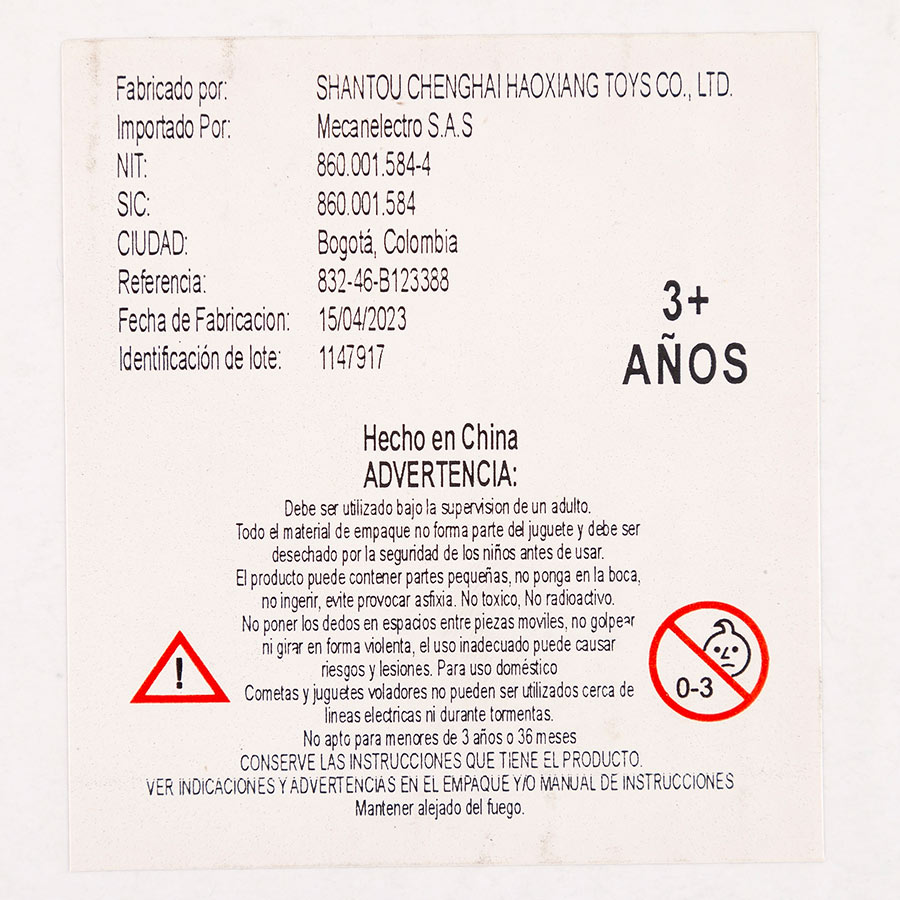 Fabricado por: SHANTOU CHENGHAI HAOXIANG TOYS CO., LTD.
Importado Por: Mecanelectro S.A.S
NIT: 860.001.584-4
SIC: 860.001.584
CIUDAD: Bogotá, Colombia
Referencia: 832-46-B123388
Fecha de Fabricacion: 15/04/2023
Identificación de lote: 1147917
3+
AÑOS
Hecho en China
ADVERTENCIA:
Debe ser utilizado bajo la supervision de un adulto.
Todo el material de empaque no forma parte del juguete y debe ser
desechado por la seguridad de los niños antes de usar.
El producto puede contener partes pequeñas, no ponga en la boca,
no ingerir, evite provocar asfixia. No toxico, No radioactivo.
No poner los dedos en espacios entre piezas moviles, no golpear
ni girar en forma violenta, el uso inadecuado puede causar
riesgos y lesiones. Para uso doméstico
Cometas y juguetes voladores no pueden ser utilizados cerca de
lineas electricas ni durante tormentas.
No apto para menores de 3 años o 36 meses
CONSERVE LAS INSTRUCCIONES QUE TIENE EL PRODUCTO.
VER INDICACIONES Y ADVERTENCIAS EN EL EMPAQUE Y/O MANUAL DE INSTRUCCIONES
Mantener alejado del fuego.
!
0-3